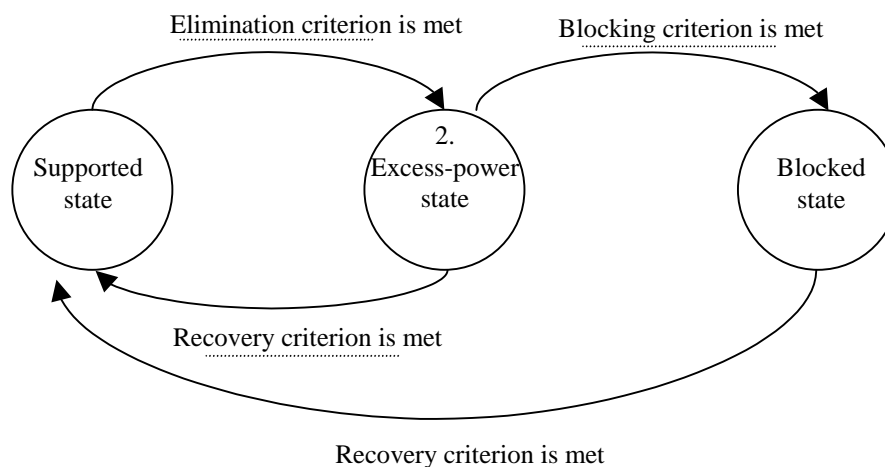 Elimination criterion is met
Blocking criterion is met
Supported
state
2.
Excess-power
state
Blocked
state
Recovery criterion is met
Recovery criterion is met